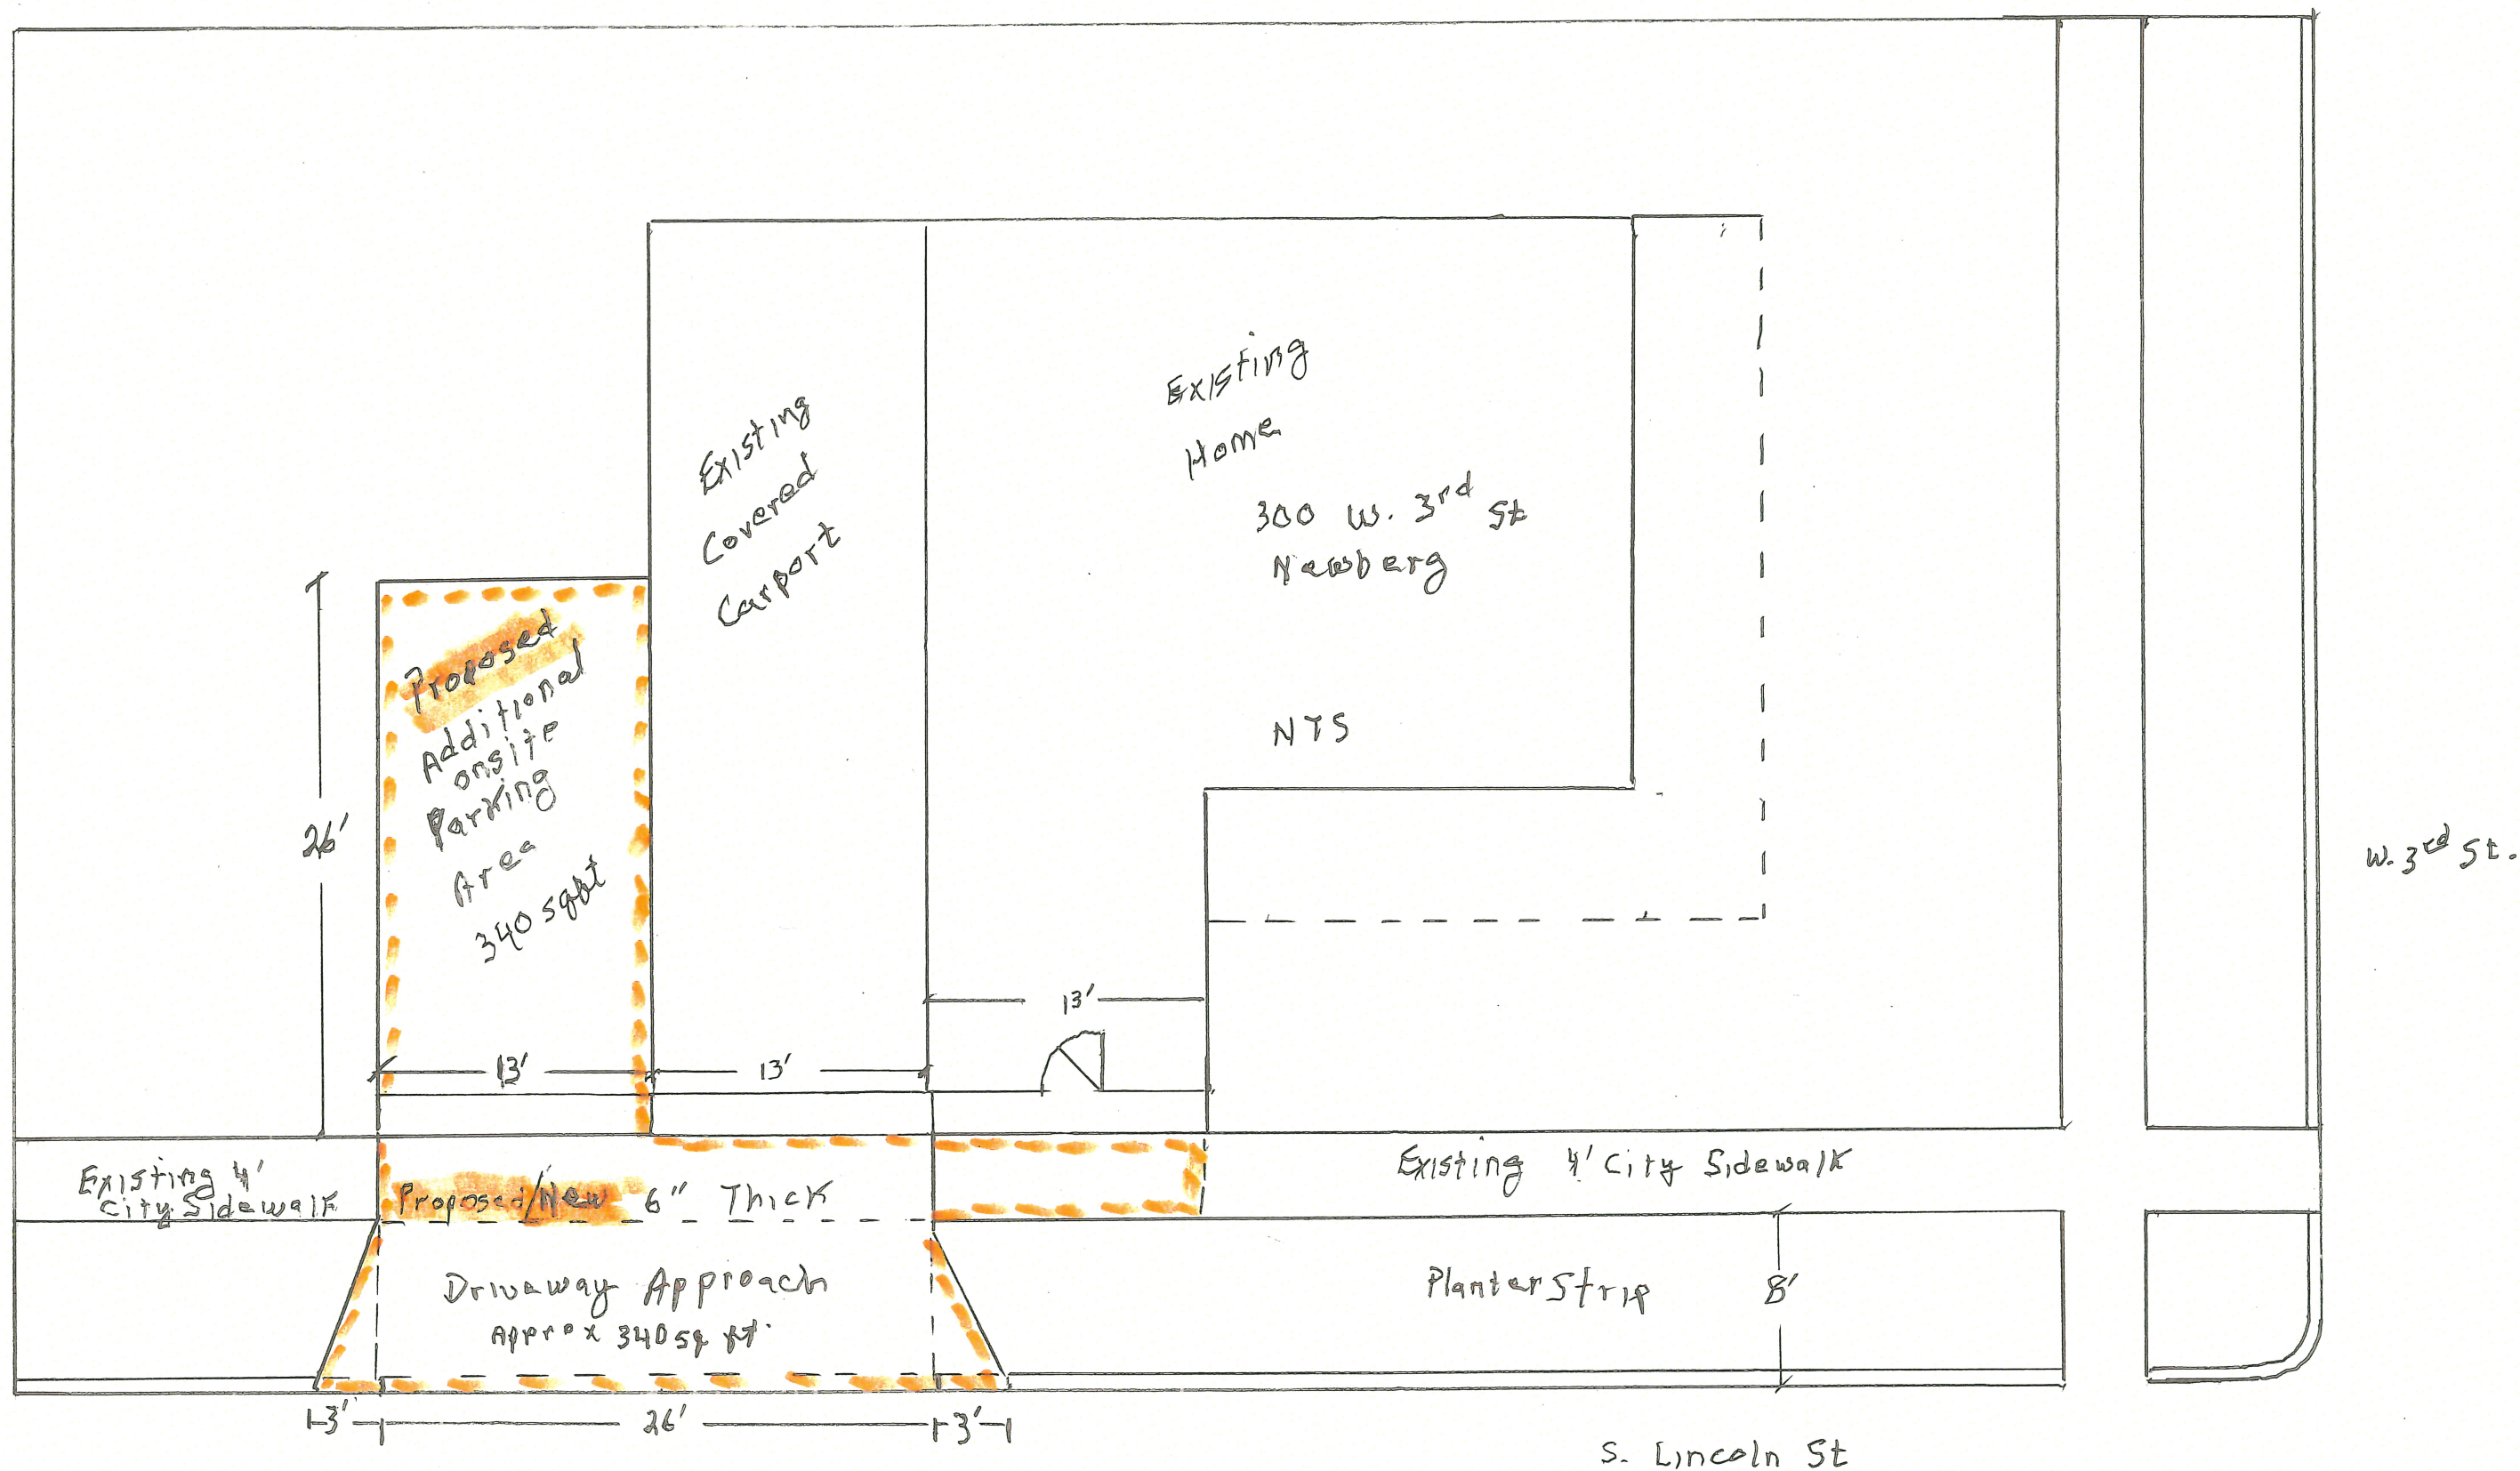 Existing
Home
300 W. 3rd St
Newberg
NTS
Existing
Covered
Carport
Proposed
Additional
onsite
Parking
Area
340 sqft
26'
13'
13'
13'
W. 3rd St.
Existing 4'
City Sidewalk
Proposed/New 6" Thick
Existing 4' City Sidewalk
Driveway Approach
Approx 340 sq ft.
Planter Strip
8'
3'
26'
3'
S. Lincoln St